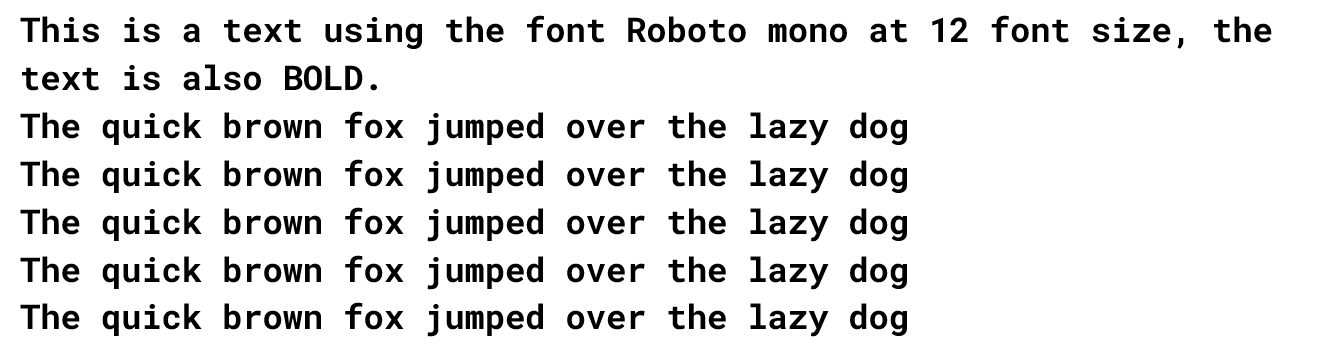 This is a text using the font Roboto mono at 12 font size, the
text is also BOLD.
The quick brown fox jumped over the lazy dog
The quick brown fox jumped over the lazy dog
The quick brown fox jumped over the lazy dog
The quick brown fox jumped over the lazy dog
The quick brown fox jumped over the lazy dog